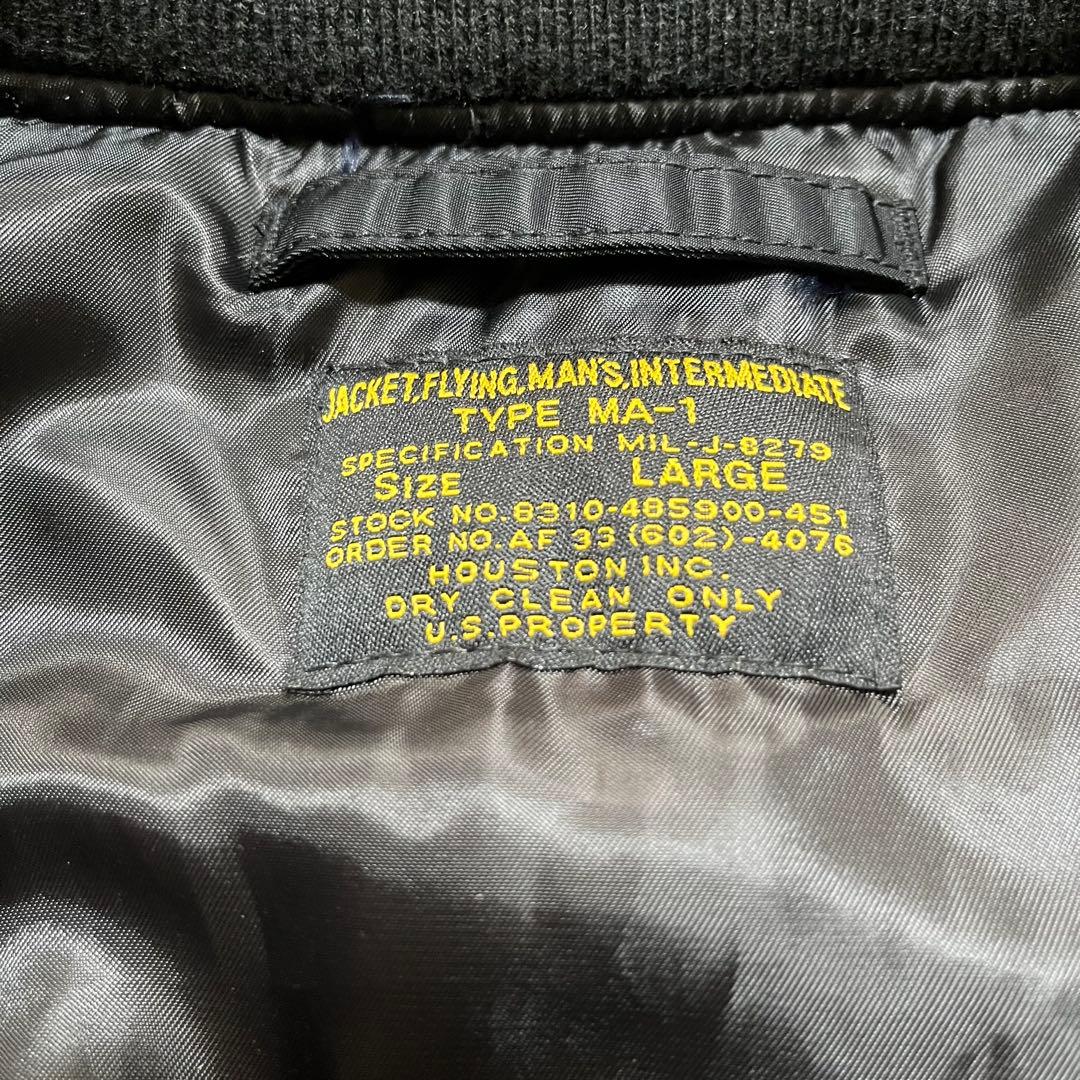 JACKET,FLYING,MAN'S,INTERMEDIATE
TYPE MA-1
SPECIFICATION MIL-J-8279
SIZE LARGE
STOCK NO.8310-485900-451
ORDER NO.AF 33 (602)-4076
HOUSTON INC.
DRY CLEAN ONLY
U.S.PROPERTY